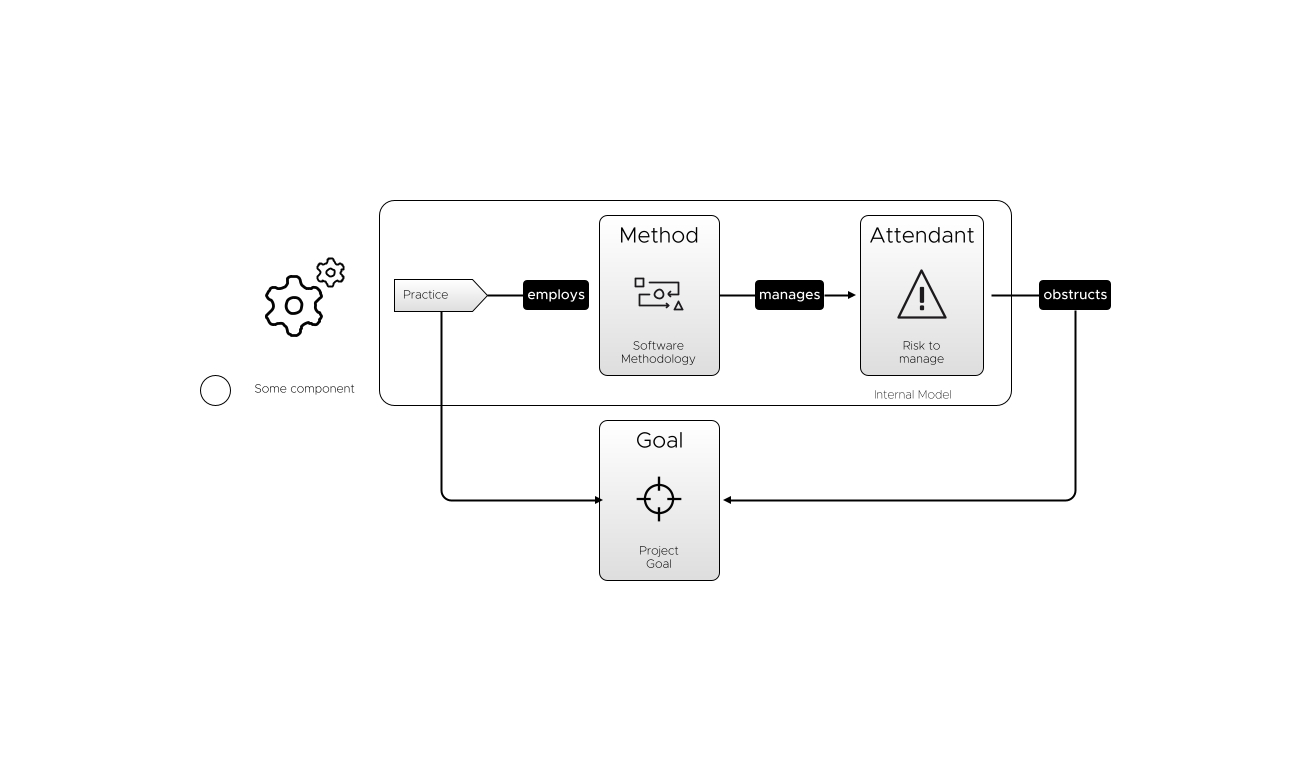 Method
Attendant
Practice
employs
manages
obstructs
Software
Methodology
Risk to
manage
Some component
Internal Model
Goal
Project
Goal